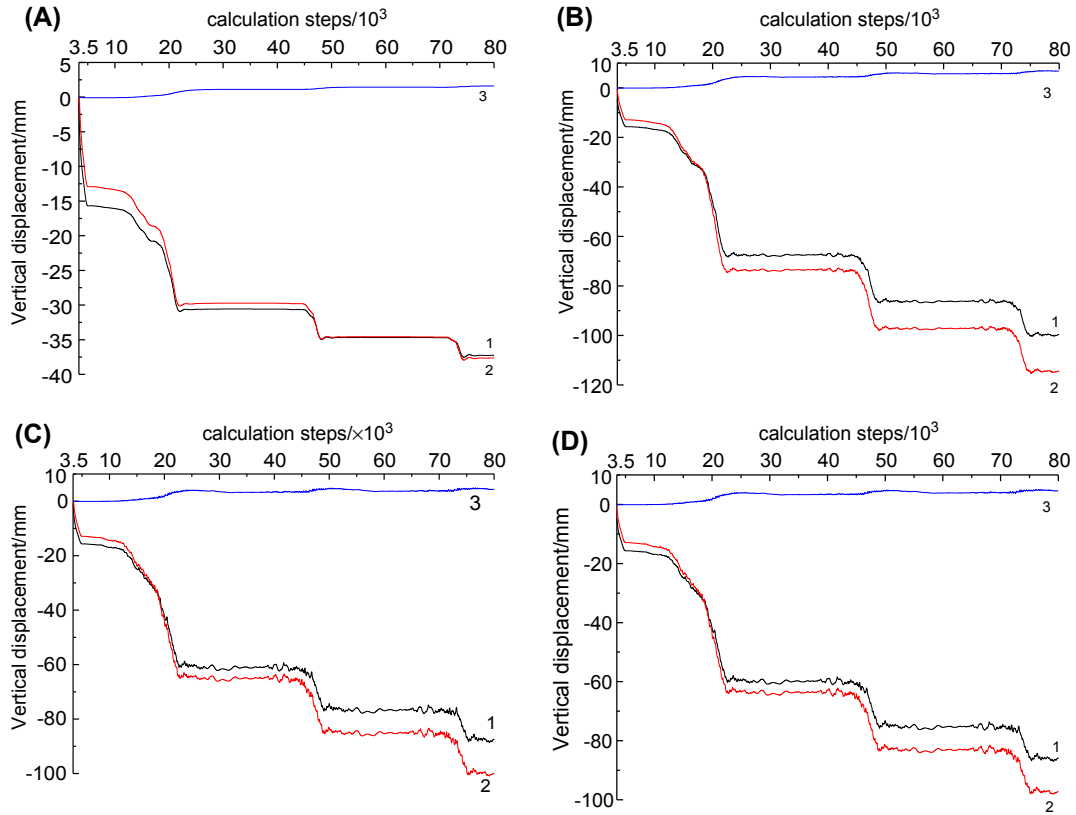 (A)
calculation steps/10³
3.5 10 20 30 40 50 60 70 80
5
0
-5
-10
-15
-20
-25
-30
-35
-40
Vertical displacement/mm
3
1
2
(B)
calculation steps/10³
3.5 10 20 30 40 50 60 70 80
10
0
-20
-40
-60
-80
-100
-120
Vertical displacement/mm
3
1
2
(C)
calculation steps/×10³
3.5 10 20 30 40 50 60 70 80
10
0
-20
-40
-60
-80
-100
Vertical displacement/mm
3
1
2
(D)
calculation steps/10³
3.5 10 20 30 40 50 60 70 80
10
0
-20
-40
-60
-80
-100
Vertical displacement/mm
3
1
2